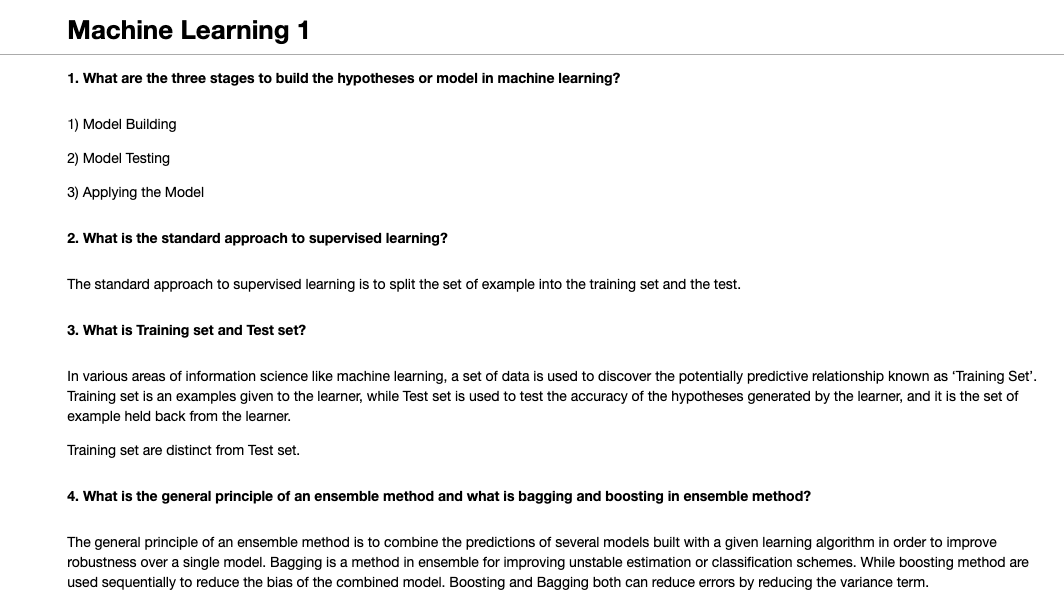 Machine Learning 1
1. What are the three stages to build the hypotheses or model in machine learning?
1) Model Building
2) Model Testing
3) Applying the Model
2. What is the standard approach to supervised learning?
The standard approach to supervised learning is to split the set of example into the training set and the test.
3. What is Training set and Test set?
In various areas of information science like machine learning, a set of data is used to discover the potentially predictive relationship known as ‘Training Set’.
Training set is an examples given to the learner, while Test set is used to test the accuracy of the hypotheses generated by the learner, and it is the set of
example held back from the learner.
Training set are distinct from Test set.
4. What is the general principle of an ensemble method and what is bagging and boosting in ensemble method?
The general principle of an ensemble method is to combine the predictions of several models built with a given learning algorithm in order to improve
robustness over a single model. Bagging is a method in ensemble for improving unstable estimation or classification schemes. While boosting method are
used sequentially to reduce the bias of the combined model. Boosting and Bagging both can reduce errors by reducing the variance term.